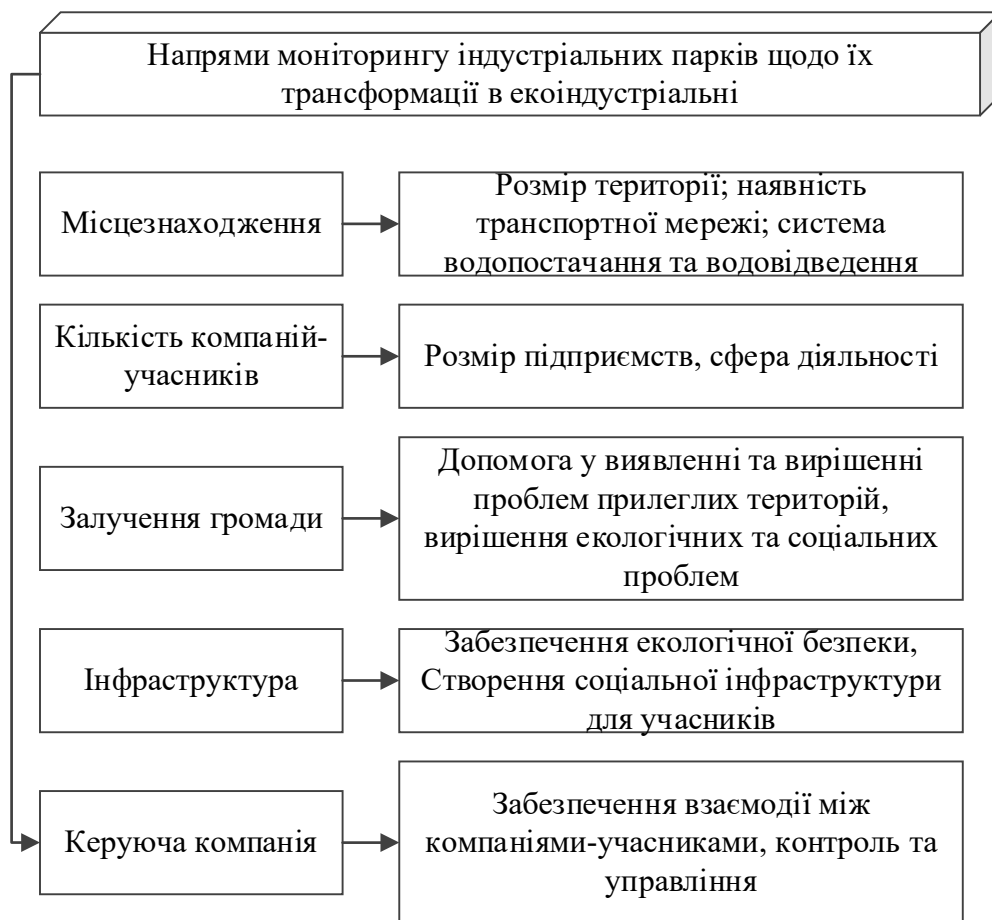 Напрями моніторингу індустріальних парків щодо їх
трансформації в екоіндустріальні
Місцезнаходження
Розмір території; наявність
транспортної мережі; система
водопостачання та водовідведення
Кількість компаній-
учасників
Розмір підприємств, сфера діяльності
Залучення громади
Допомога у виявленні та вирішенні
проблем прилеглих територій,
вирішення екологічних та соціальних
проблем
Інфраструктура
Забезпечення екологічної безпеки,
Створення соціальної інфраструктури
для учасників
Керуюча компанія
Забезпечення взаємодії між
компаніями-учасниками, контроль та
управління